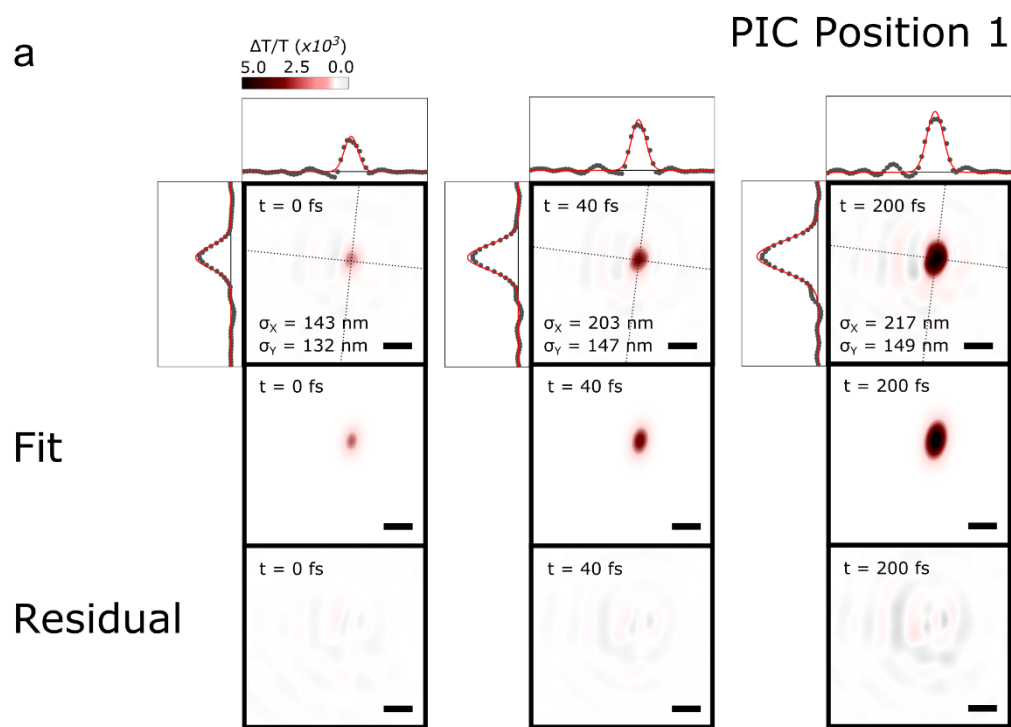 a
PIC Position 1
ΔT/T (x10³)
5.0 2.5 0.0
t = 0 fs
σX = 143 nm
σY = 132 nm
t = 40 fs
σX = 203 nm
σY = 147 nm
t = 200 fs
σX = 217 nm
σY = 149 nm
Fit
t = 0 fs
t = 40 fs
t = 200 fs
Residual
t = 0 fs
t = 40 fs
t = 200 fs